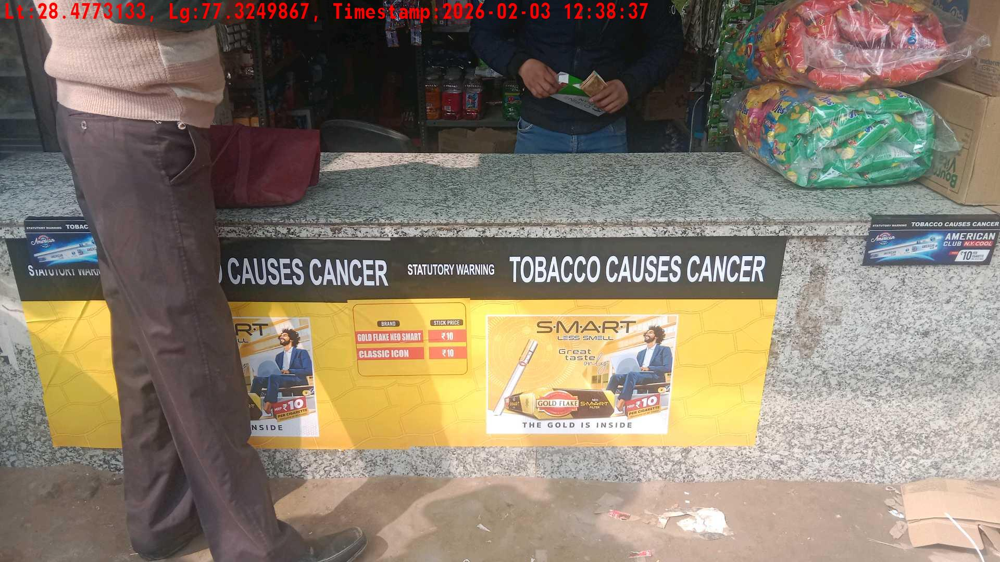 Lt:28.4773133, Lg:77.3249867, Timestamp:2026-02-03 12:38:37
STATUTORY WARNING TOBAC
American
AMERICAN
STATUTORY WARN
CAUSES CANCER
STATUTORY WARNING TOBACCO CAUSES CANCER
STATUTORY WARNING TOBACCO CAUSES CANCER
American
AMERICAN
CLUB N.Y. COOL
₹10 PER CIGARETTE
BRAND STICK PRICE
GOLD FLAKE NEO SMART ₹10
CLASSIC ICON ₹10
RT
LL
MRP ₹10
PER CIGARETTE
NSIDE
S·M·A·R·T
LESS SMELL
Great
taste
only
GOLD FLAKE
NEO
S·M·A·R·T
FILTER
MRP ₹10
PER CIGARETTE
THE GOLD IS INSIDE